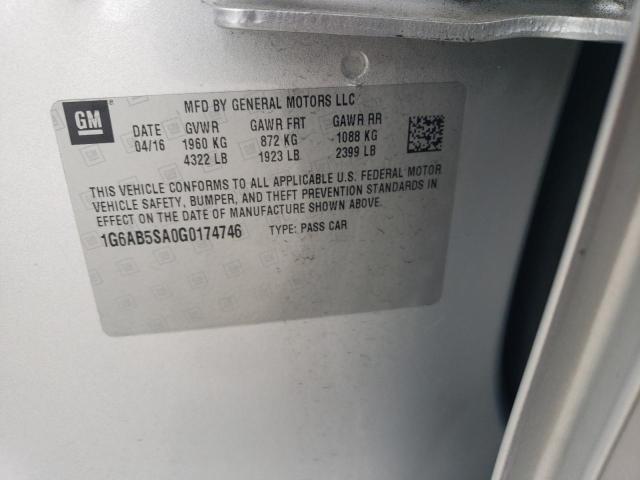 GM
MFD BY GENERAL MOTORS LLC
DATE GVWR GAWR FRT GAWR RR
04/16 1960 KG 872 KG 1088 KG
4322 LB 1923 LB 2399 LB
THIS VEHICLE CONFORMS TO ALL APPLICABLE U.S. FEDERAL MOTOR
VEHICLE SAFETY, BUMPER, AND THEFT PREVENTION STANDARDS IN
EFFECT ON THE DATE OF MANUFACTURE SHOWN ABOVE.
1G6AB5SA0G0174746 TYPE: PASS CAR